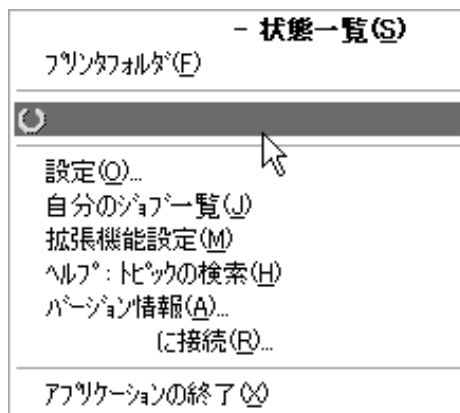 - 状態一覧(S)
ﾌﾟﾘﾝﾀﾌｫﾙﾀﾞ(F)
設定(O)...
自分のｼﾞｮﾌﾞ一覧(J)
拡張機能設定(M)
ﾍﾙﾌﾟ：ﾄﾋﾟｯｸの検索(H)
ﾊﾞｰｼﾞｮﾝ情報(A)...
に接続(R)...
ｱﾌﾟﾘｹｰｼｮﾝの終了(X)